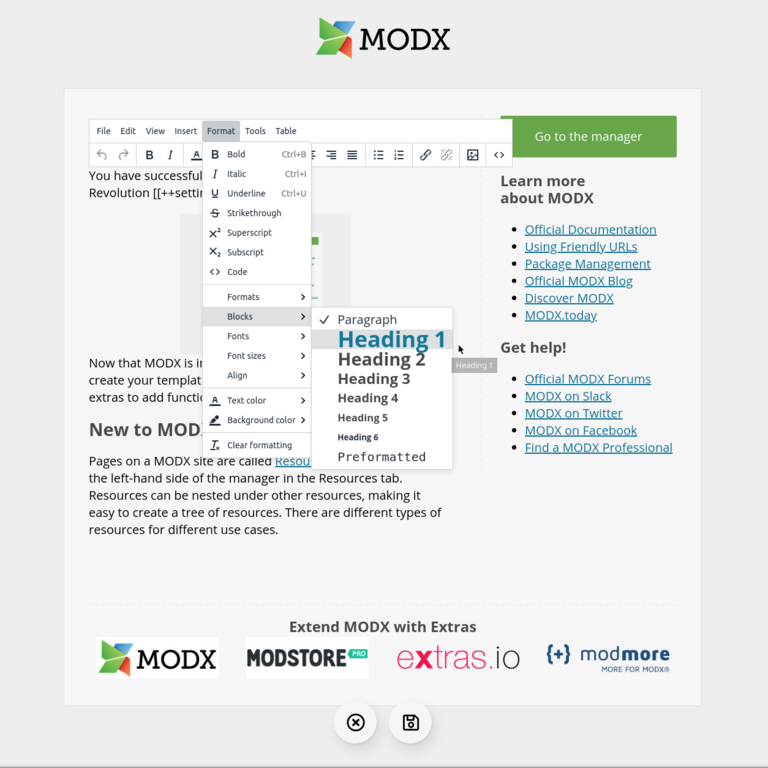 MODX
File Edit View Insert Format Tools Table
Go to the manager
B I A
You have successful
Revolution [[++settin
B Bold Ctrl+B
I Italic Ctrl+I
U Underline Ctrl+U
S Strikethrough
X² Superscript
X₂ Subscript
<> Code
Formats
Blocks
Fonts
Font sizes
Align
A Text color
Background color
Clear formatting
Paragraph
Heading 1
Heading 2
Heading 3
Heading 4
Heading 5
Heading 6
Preformatted
Heading 1
Now that MODX is in
create your templat
extras to add functio
New to MOD
Pages on a MODX site are called Resou
the left-hand side of the manager in the Resources tab.
Resources can be nested under other resources, making it
easy to create a tree of resources. There are different types of
resources for different use cases.
Learn more
about MODX
Official Documentation
Using Friendly URLs
Package Management
Official MODX Blog
Discover MODX
MODX.today
Get help!
Official MODX Forums
MODX on Slack
MODX on Twitter
MODX on Facebook
Find a MODX Professional
Extend MODX with Extras
MODX
MODSTORE PRO
extras.io
{+} modmore
MORE FOR MODX®